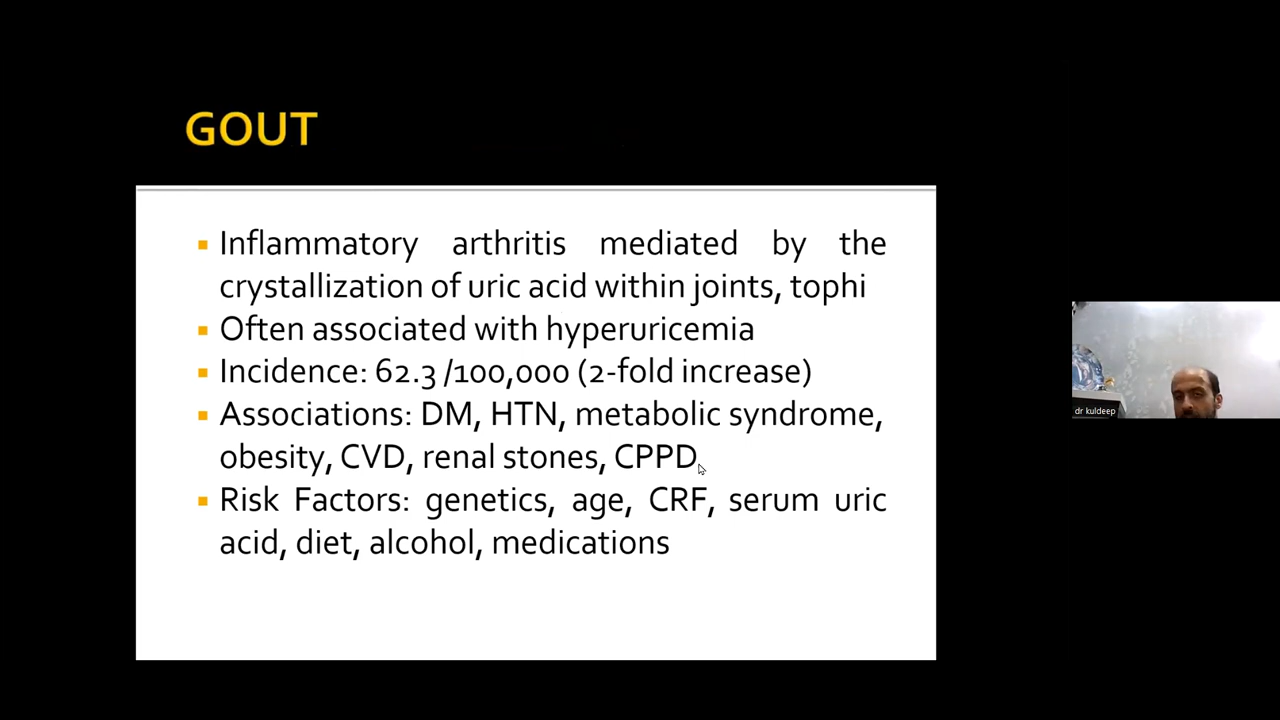 GOUT
Inflammatory arthritis mediated by the
crystallization of uric acid within joints, tophi
Often associated with hyperuricemia
Incidence: 62.3 /100,000 (2-fold increase)
Associations: DM, HTN, metabolic syndrome,
obesity, CVD, renal stones, CPPD
Risk Factors: genetics, age, CRF, serum uric
acid, diet, alcohol, medications
dr kuldeep